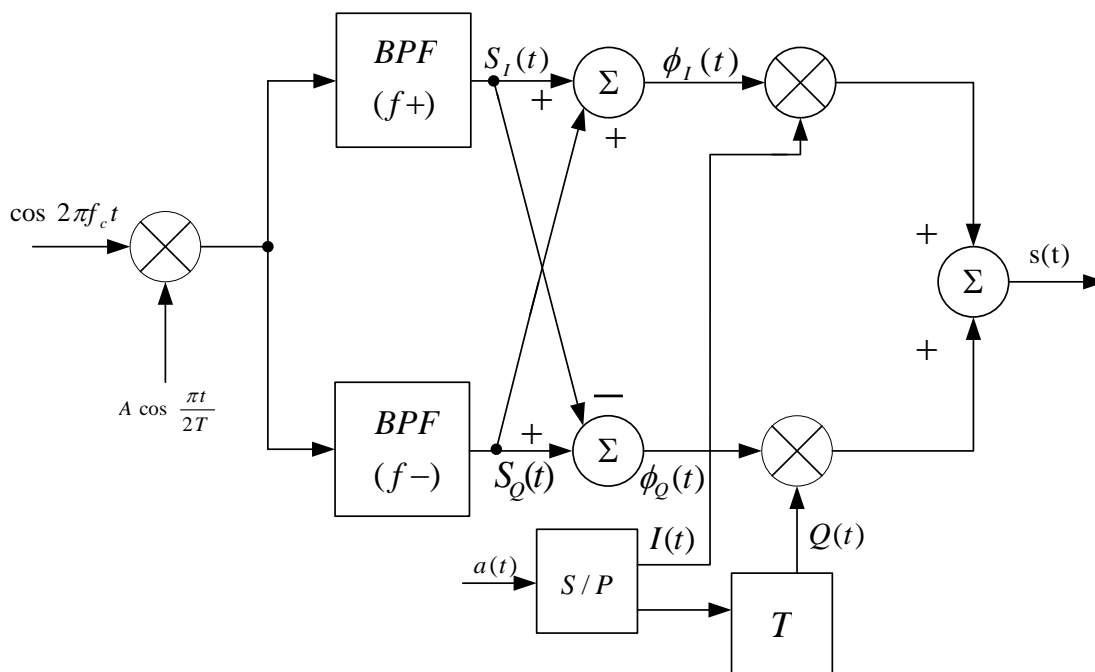 BPF
(f+)
S_I(t)
+
Σ
+
ϕ_I(t)
cos 2πf_c t
A cos πt/2T
+
Σ
s(t)
+
BPF
(f−)
+
S_Q(t)
−
Σ
ϕ_Q(t)
I(t)
Q(t)
a(t)
S/P
T